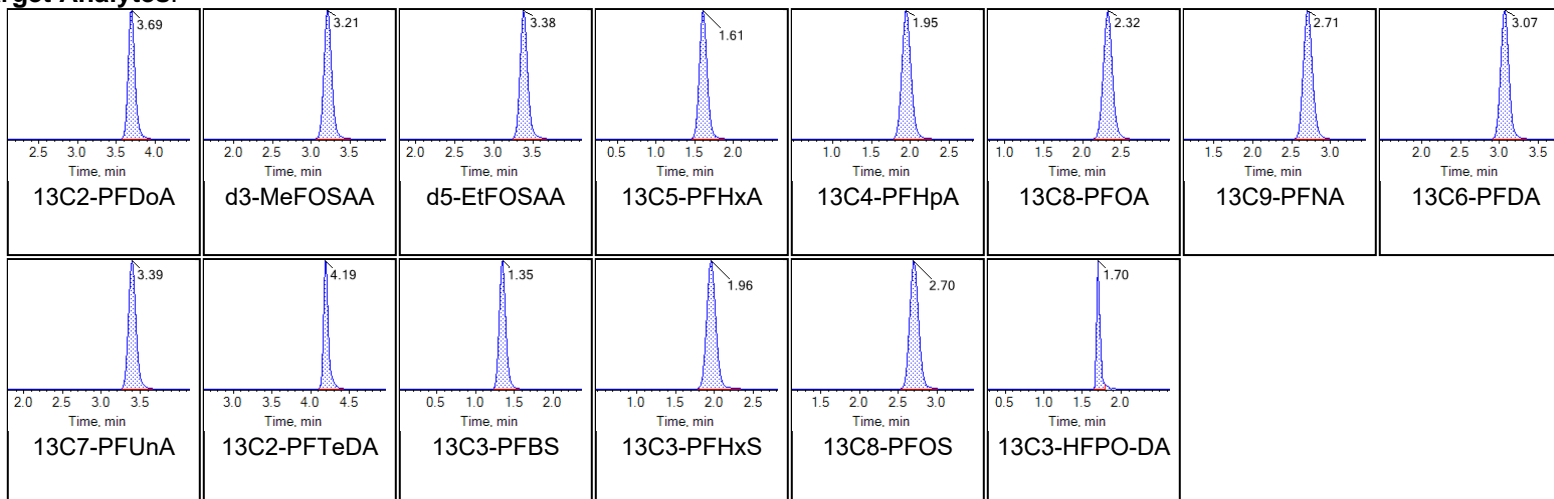 rget Analytes:
3.69 3.21 3.38 1.61 1.95 2.32 2.71 3.07
2.5 3.0 3.5 4.0 2.0 2.5 3.0 3.5 2.0 2.5 3.0 3.5 0.5 1.0 1.5 2.0 1.0 1.5 2.0 2.5 1.0 1.5 2.0 2.5 1.5 2.0 2.5 3.0 2.0 2.5 3.0 3.5
Time, min Time, min Time, min Time, min Time, min Time, min Time, min Time, min
13C2-PFDoA d3-MeFOSAA d5-EtFOSAA 13C5-PFHxA 13C4-PFHpA 13C8-PFOA 13C9-PFNA 13C6-PFDA
3.39 4.19 1.35 1.96 2.70 1.70
2.0 2.5 3.0 3.5 3.0 3.5 4.0 4.5 0.5 1.0 1.5 2.0 1.0 1.5 2.0 2.5 1.5 2.0 2.5 3.0 0.5 1.0 1.5 2.0
Time, min Time, min Time, min Time, min Time, min Time, min
13C7-PFUnA 13C2-PFTeDA 13C3-PFBS 13C3-PFHxS 13C8-PFOS 13C3-HFPO-DA